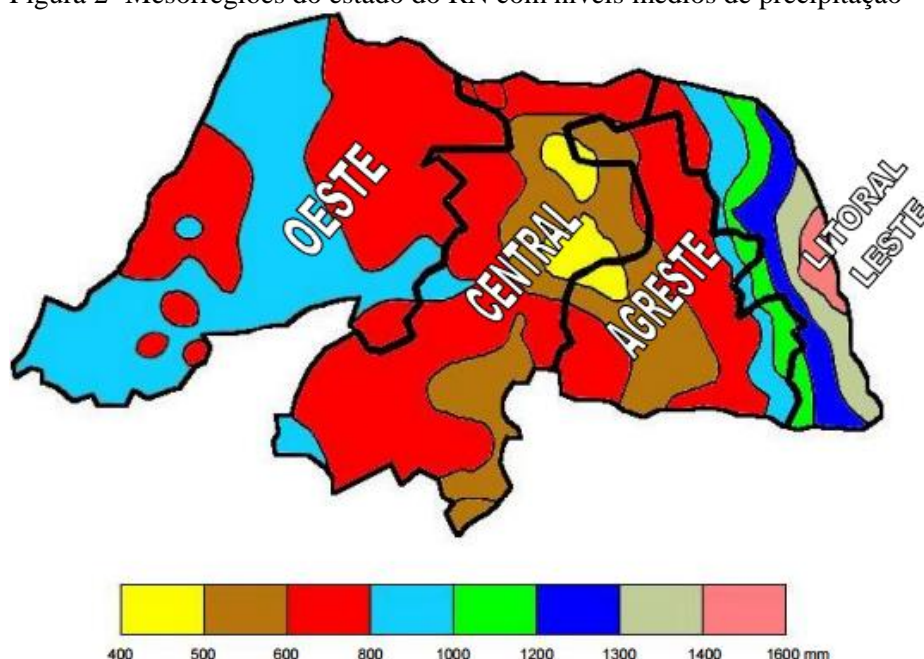 Figura 2- Mesorregiões do estado do RN com níveis médios de precipitação
OESTE
CENTRAL
AGRESTE
LITORAL
LESTE
400 500 600 800 1000 1200 1300 1400 1600 mm